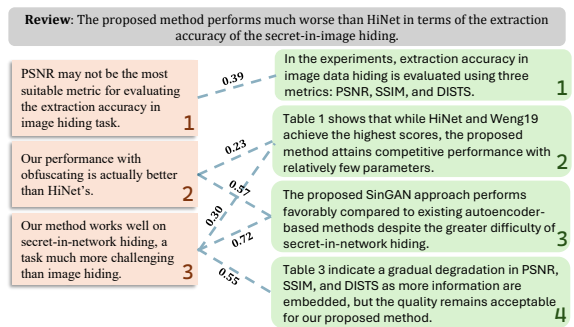 Review: The proposed method performs much worse than HiNet in terms of the extraction
accuracy of the secret-in-image hiding.
PSNR may not be the most
suitable metric for evaluating
the extraction accuracy in
image hiding task.
1
Our performance with
obfuscating is actually better
than HiNet's.
2
Our method works well on
secret-in-network hiding, a
task much more challenging
than image hiding.
3
0.39
0.23
0.57
0.30
0.72
0.55
In the experiments, extraction accuracy in
image data hiding is evaluated using three
metrics: PSNR, SSIM, and DISTS.
1
Table 1 shows that while HiNet and Weng19
achieve the highest scores, the proposed
method attains competitive performance with
relatively few parameters.
2
The proposed SinGAN approach performs
favorably compared to existing autoencoder-
based methods despite the greater difficulty of
secret-in-network hiding.
3
Table 3 indicate a gradual degradation in PSNR,
SSIM, and DISTS as more information are
embedded, but the quality remains acceptable
for our proposed method.
4